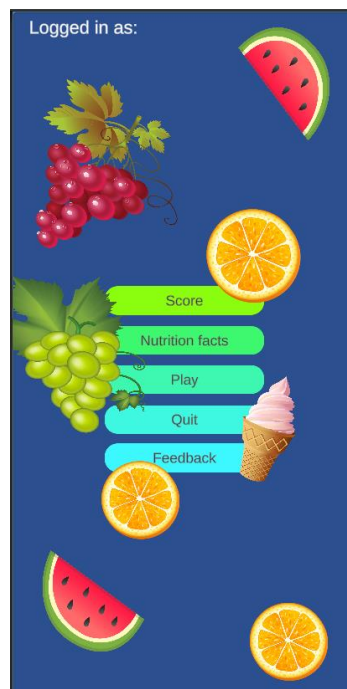 Logged in as:
Score
Nutrition facts
Play
Quit
Feedback